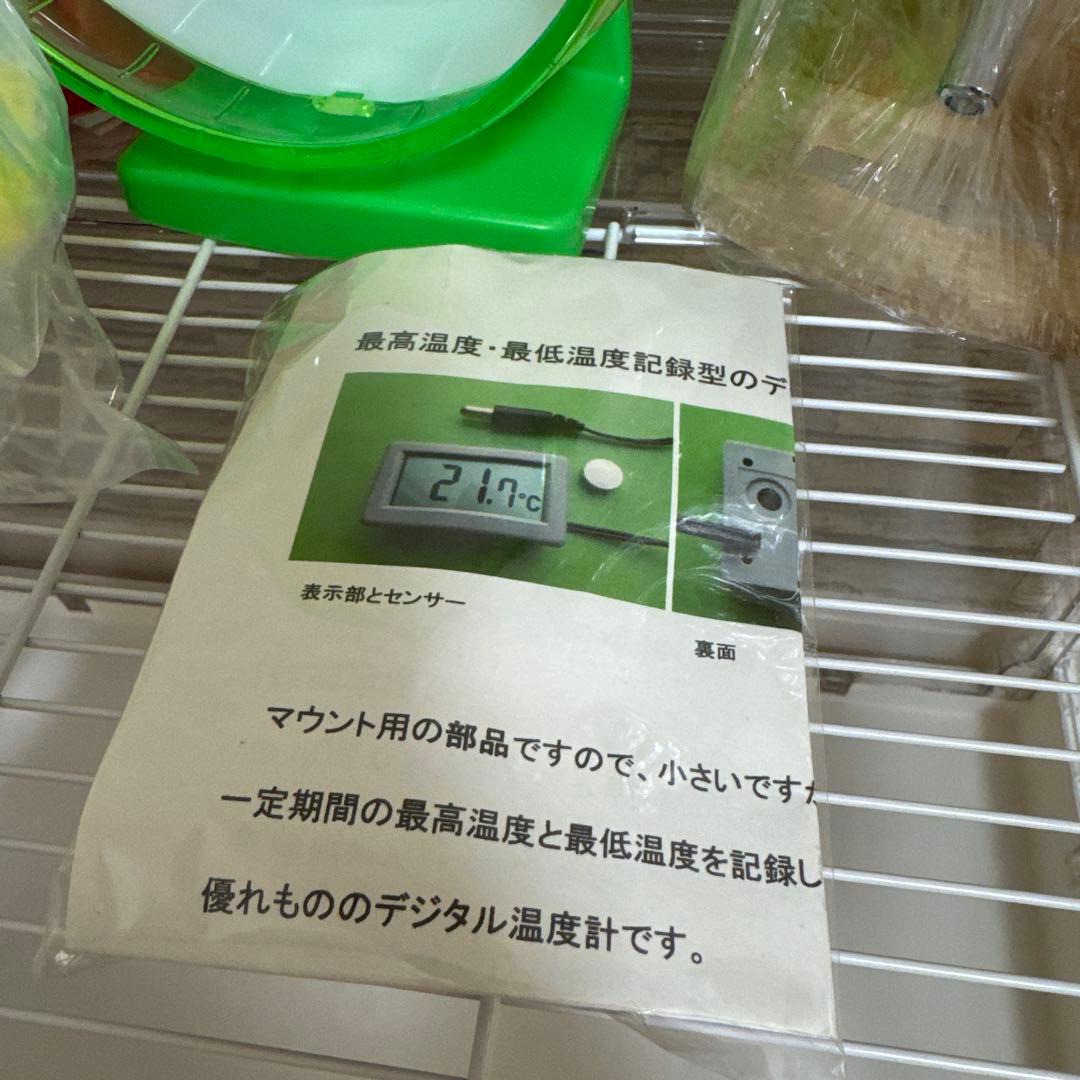 最高温度・最低温度記録型のデ
21.7℃
表示部とセンサー
裏面
マウント用の部品ですので、小さいですが
一定期間の最高温度と最低温度を記録し
優れもののデジタル温度計です。